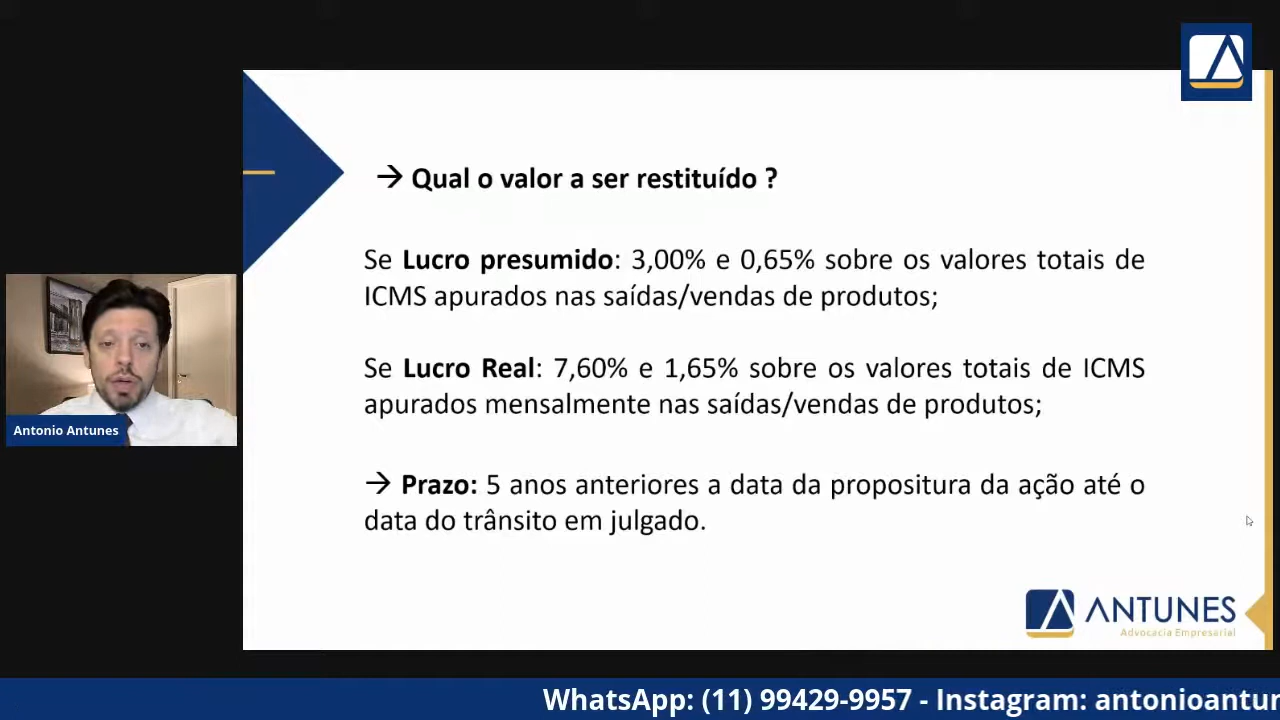 → Qual o valor a ser restituído ?
Se Lucro presumido: 3,00% e 0,65% sobre os valores totais de
ICMS apurados nas saídas/vendas de produtos;
Se Lucro Real: 7,60% e 1,65% sobre os valores totais de ICMS
apurados mensalmente nas saídas/vendas de produtos;
→ Prazo: 5 anos anteriores a data da propositura da ação até o
data do trânsito em julgado.
Antonio Antunes
ANTUNES
Advocacia Empresarial
WhatsApp: (11) 99429-9957 - Instagram: antonioantur